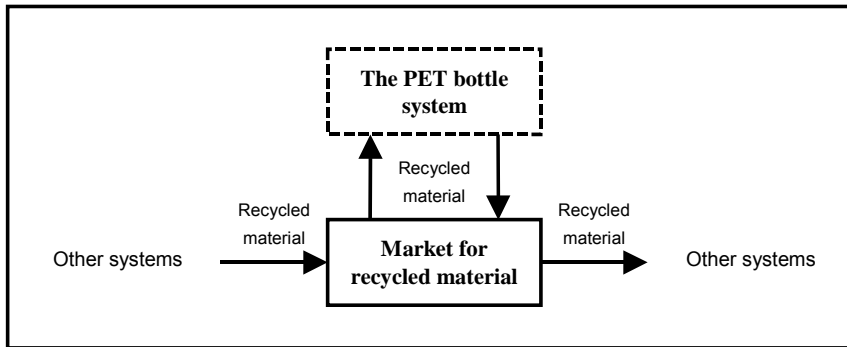 The PET bottle
system
Recycled
material
Recycled
material
Recycled
material
Other systems
Market for
recycled material
Other systems